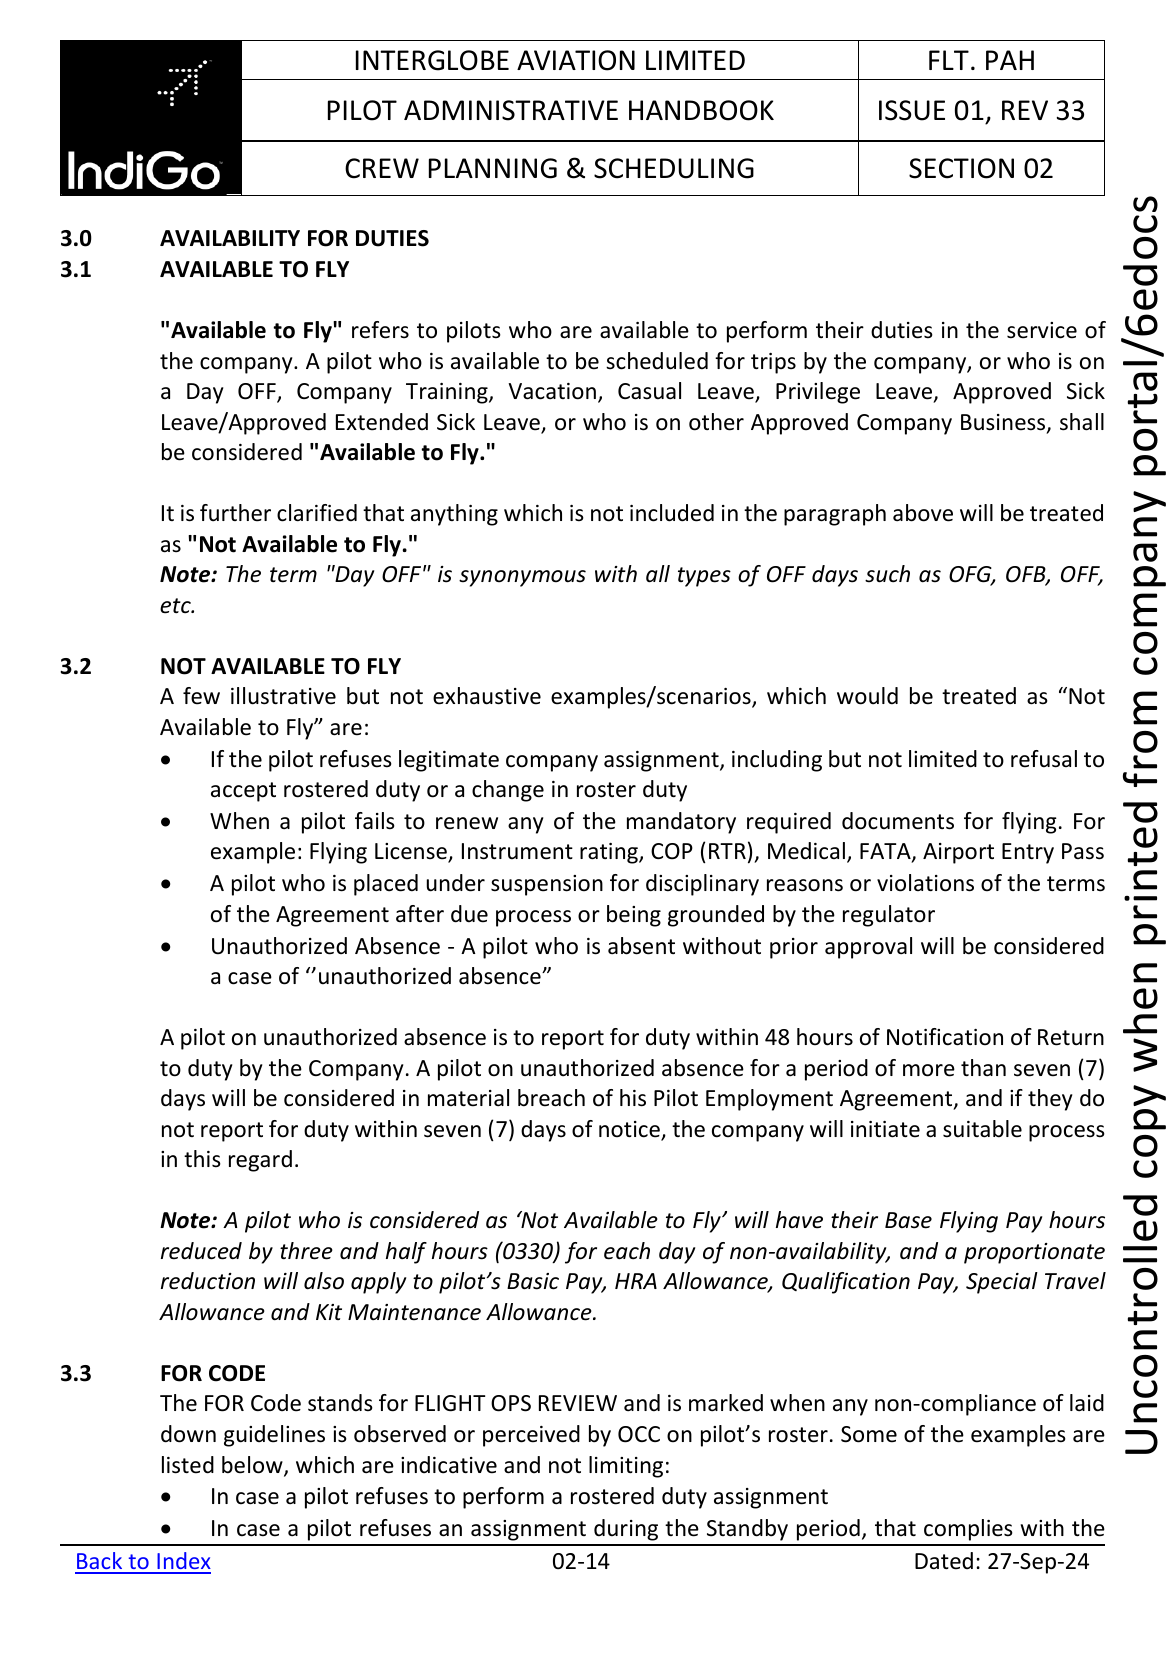 IndiGo
INTERGLOBE AVIATION LIMITED
FLT. PAH
PILOT ADMINISTRATIVE HANDBOOK
ISSUE 01, REV 33
CREW PLANNING & SCHEDULING
SECTION 02
3.0 AVAILABILITY FOR DUTIES
3.1 AVAILABLE TO FLY
"Available to Fly" refers to pilots who are available to perform their duties in the service of
the company. A pilot who is available to be scheduled for trips by the company, or who is on
a Day OFF, Company Training, Vacation, Casual Leave, Privilege Leave, Approved Sick
Leave/Approved Extended Sick Leave, or who is on other Approved Company Business, shall
be considered "Available to Fly."
It is further clarified that anything which is not included in the paragraph above will be treated
as "Not Available to Fly."
Note: The term "Day OFF" is synonymous with all types of OFF days such as OFG, OFB, OFF,
etc.
3.2 NOT AVAILABLE TO FLY
A few illustrative but not exhaustive examples/scenarios, which would be treated as “Not
Available to Fly” are:
• If the pilot refuses legitimate company assignment, including but not limited to refusal to
accept rostered duty or a change in roster duty
• When a pilot fails to renew any of the mandatory required documents for flying. For
example: Flying License, Instrument rating, COP (RTR), Medical, FATA, Airport Entry Pass
• A pilot who is placed under suspension for disciplinary reasons or violations of the terms
of the Agreement after due process or being grounded by the regulator
• Unauthorized Absence - A pilot who is absent without prior approval will be considered
a case of ‘’unauthorized absence”
A pilot on unauthorized absence is to report for duty within 48 hours of Notification of Return
to duty by the Company. A pilot on unauthorized absence for a period of more than seven (7)
days will be considered in material breach of his Pilot Employment Agreement, and if they do
not report for duty within seven (7) days of notice, the company will initiate a suitable process
in this regard.
Note: A pilot who is considered as ‘Not Available to Fly’ will have their Base Flying Pay hours
reduced by three and half hours (0330) for each day of non-availability, and a proportionate
reduction will also apply to pilot’s Basic Pay, HRA Allowance, Qualification Pay, Special Travel
Allowance and Kit Maintenance Allowance.
3.3 FOR CODE
The FOR Code stands for FLIGHT OPS REVIEW and is marked when any non-compliance of laid
down guidelines is observed or perceived by OCC on pilot’s roster. Some of the examples are
listed below, which are indicative and not limiting:
• In case a pilot refuses to perform a rostered duty assignment
• In case a pilot refuses an assignment during the Standby period, that complies with the
Back to Index 02-14 Dated: 27-Sep-24
Uncontrolled copy when printed from company portal/6edocs